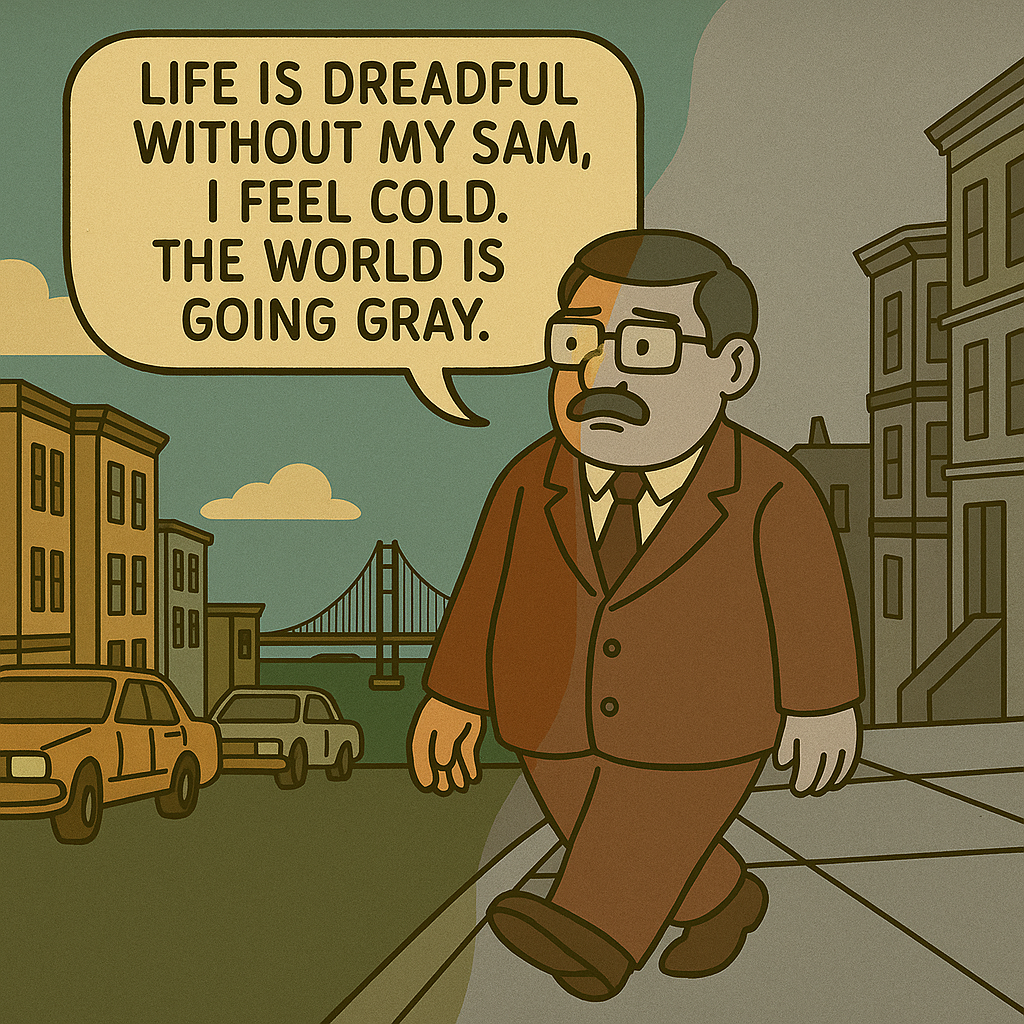 LIFE IS DREADFUL
WITHOUT MY SAM,
I FEEL COLD.
THE WORLD IS
GOING GRAY.